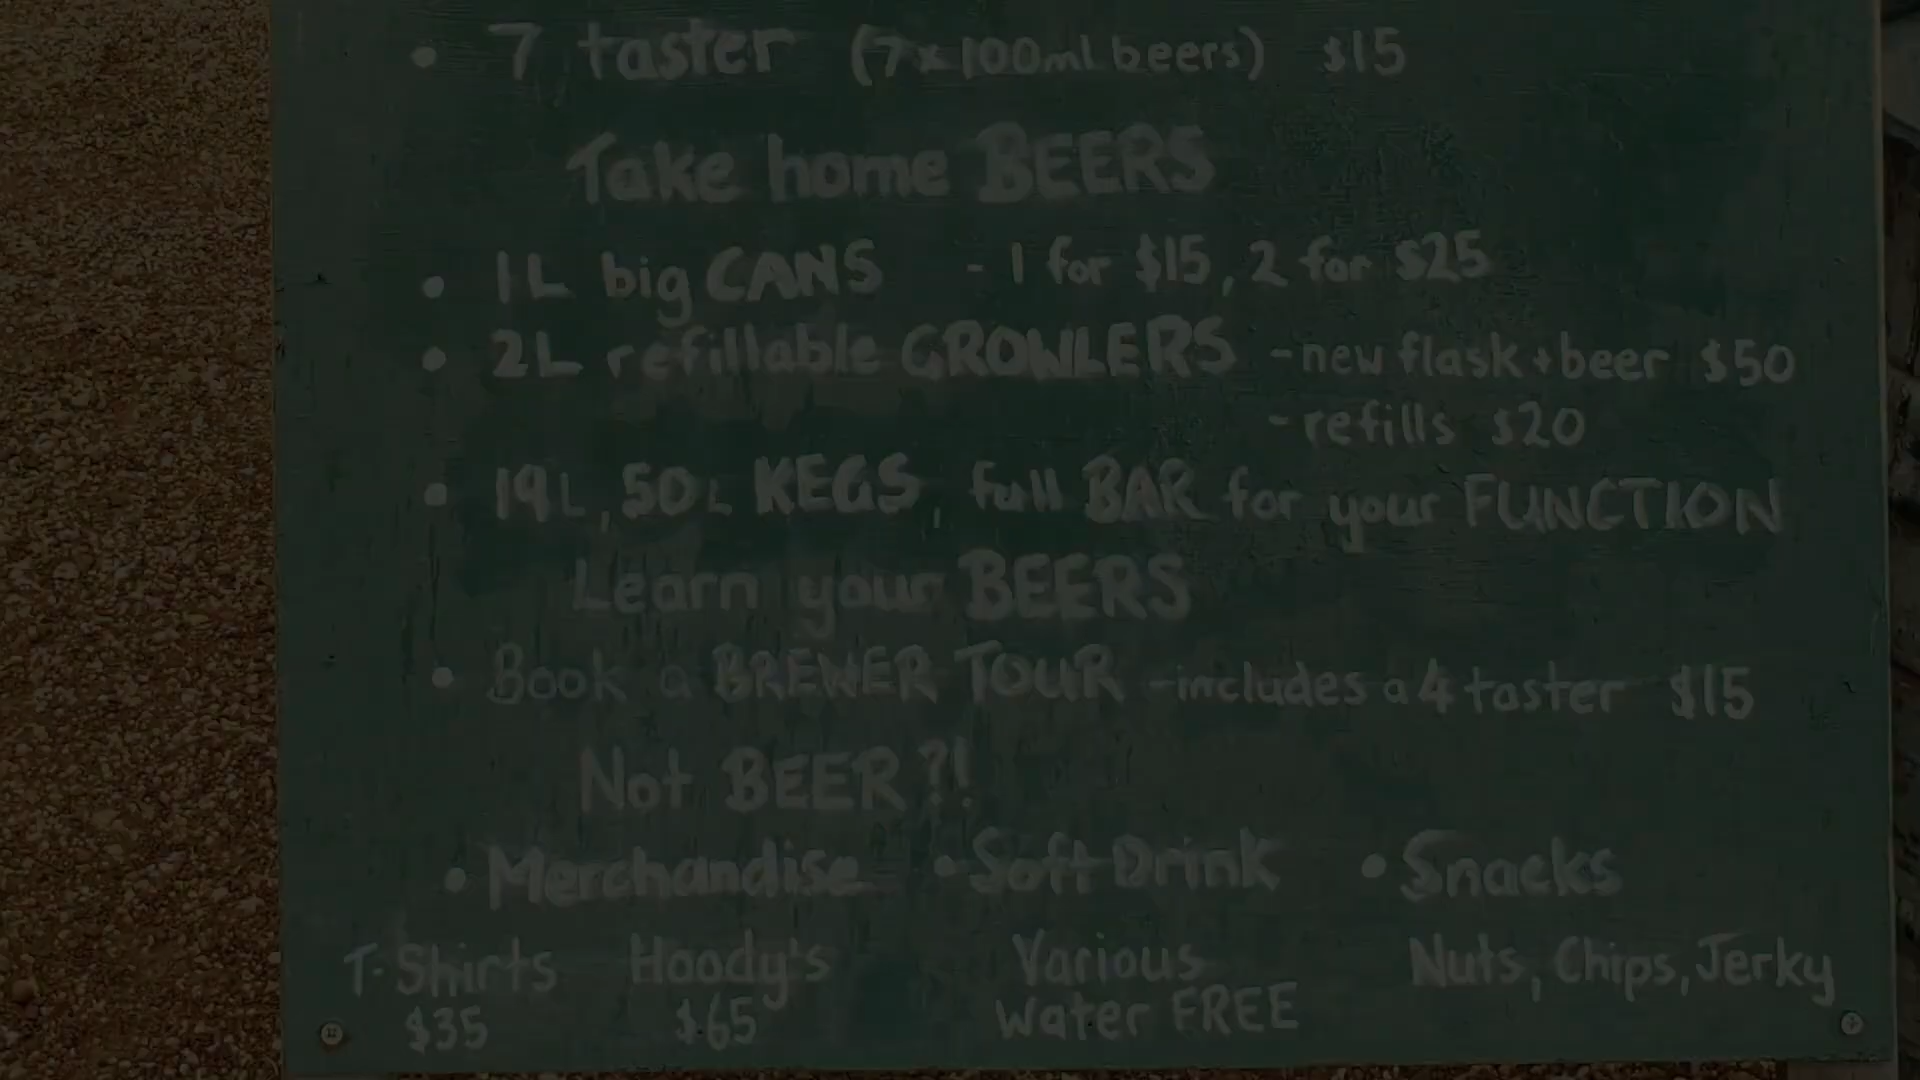 • 7 taster (7 x 100ml beers) $15
Take home BEERS
• 1L big CANS - 1 for $15, 2 for $25
• 2L refillable GROWLERS - new flask + beer $50
- refills $20
• 19L, 50L KEGS, full BAR for your FUNCTION
Learn your BEERS
• Book a BREWER TOUR - includes a 4 taster $15
Not BEER?!
• Merchandise • Soft Drink • Snacks
T-Shirts Hoody's Various Nuts, Chips, Jerky
$35 $65 Water FREE